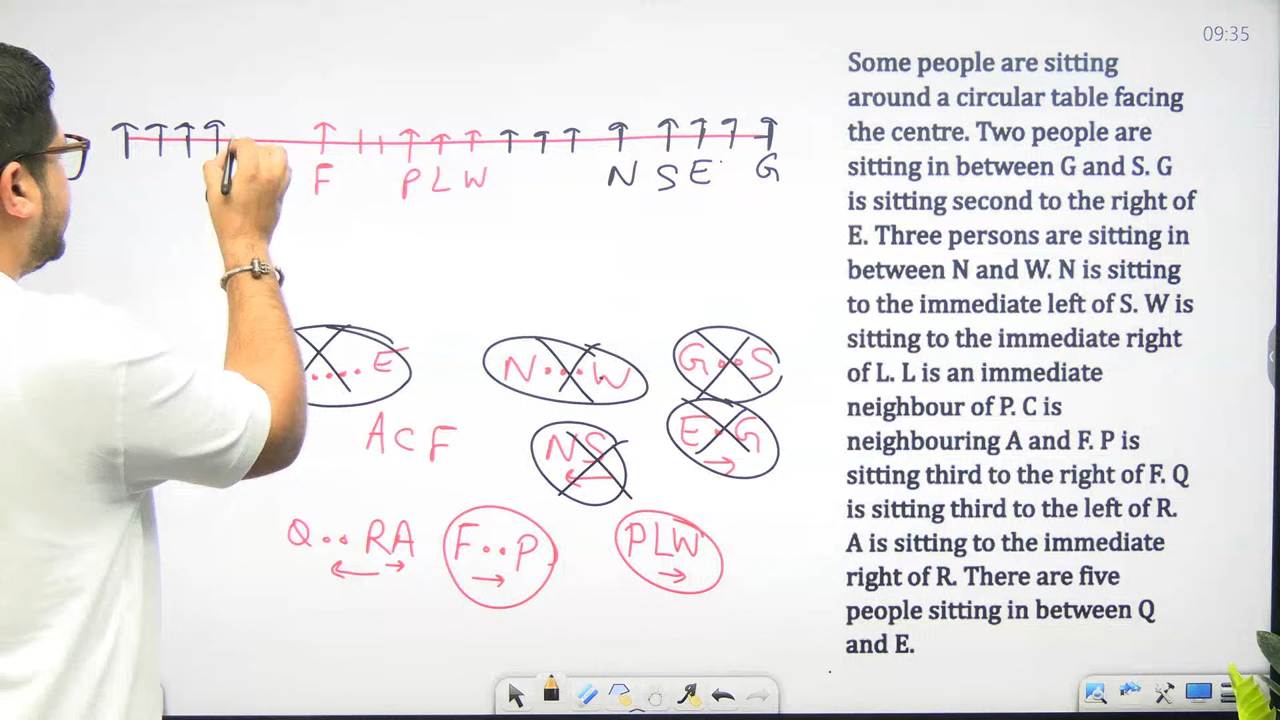 09:35
Some people are sitting
around a circular table facing
the centre. Two people are
sitting in between G and S. G
is sitting second to the right of
E. Three persons are sitting in
between N and W. N is sitting
to the immediate left of S. W is
sitting to the immediate right
of L. L is an immediate
neighbour of P. C is
neighbouring A and F. P is
sitting third to the right of F. Q
is sitting third to the left of R.
A is sitting to the immediate
right of R. There are five
people sitting in between Q
and E.
F P L W N S E G
.... E
N ... W
G .. S
A C F
N S
E . G
Q .. R A
F .. P
P L W